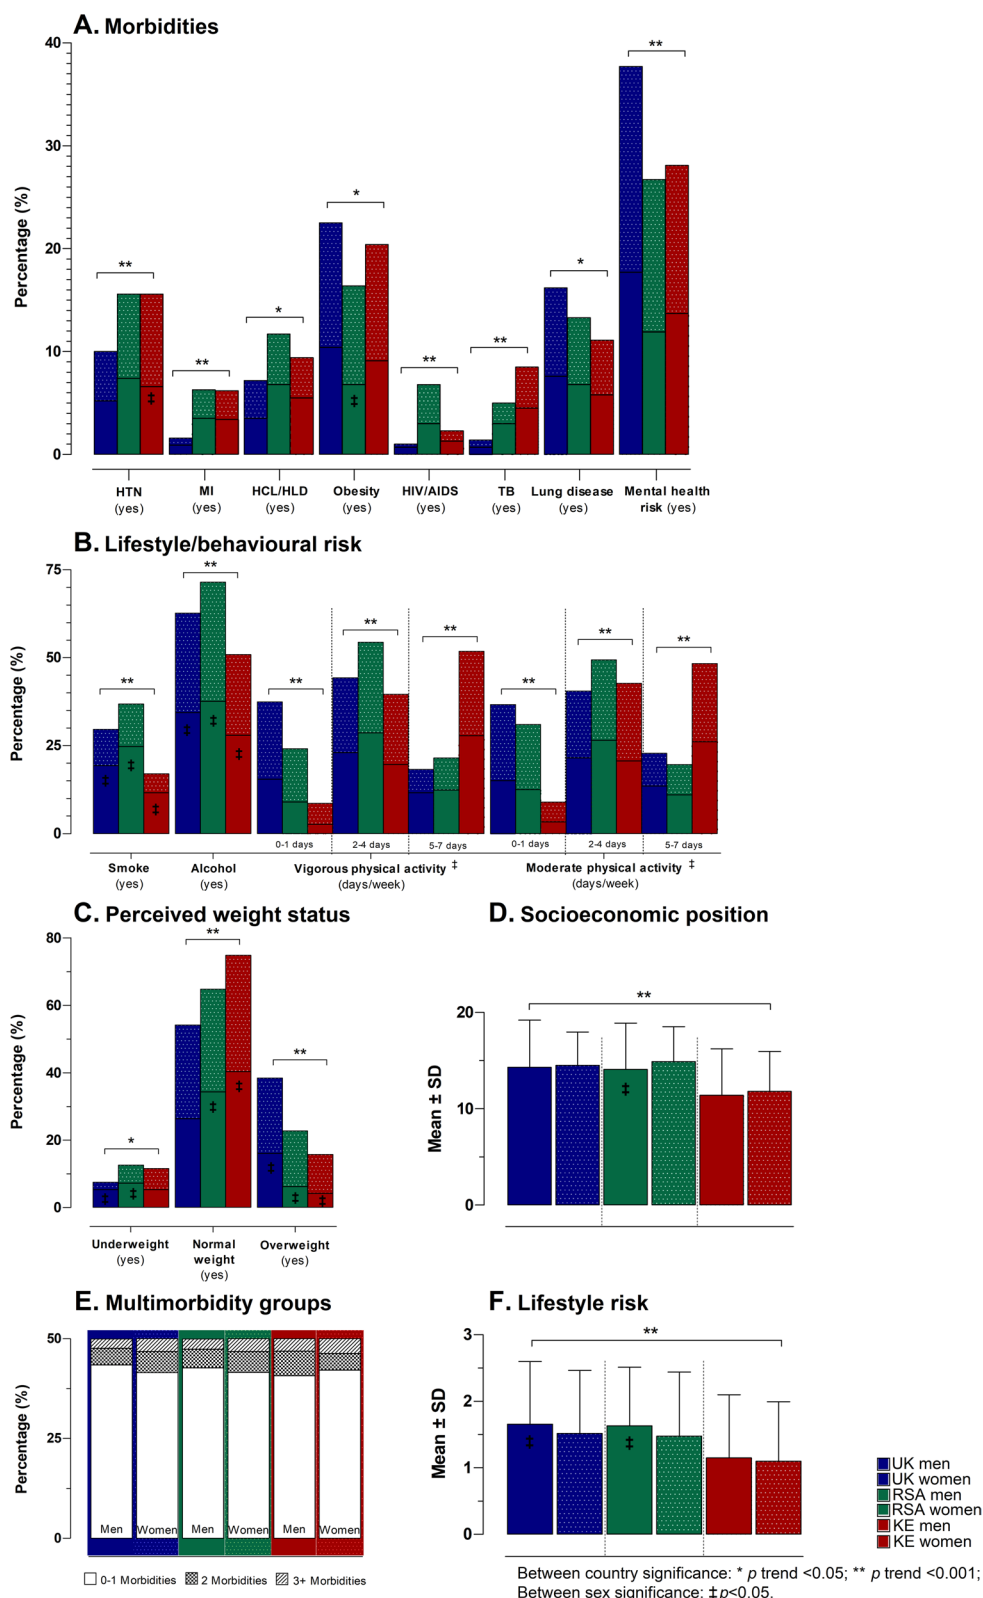 A. Morbidities
Percentage (%)
40
30
20
10
0
**
**
*
*
**
**
*
**
‡
‡
HTN
(yes)
MI
(yes)
HCL/HLD
(yes)
Obesity
(yes)
HIV/AIDS
(yes)
TB
(yes)
Lung disease
(yes)
Mental health
risk (yes)
B. Lifestyle/behavioural risk
Percentage (%)
75
50
25
0
**
**
**
**
**
**
**
**
‡
‡
‡
‡
‡
‡
0-1 days
2-4 days
5-7 days
0-1 days
2-4 days
5-7 days
Smoke
(yes)
Alcohol
(yes)
Vigorous physical activity ‡
(days/week)
Moderate physical activity ‡
(days/week)
C. Perceived weight status
Percentage (%)
80
60
40
20
0
*
**
**
‡
‡
‡
‡
‡
‡
‡
Underweight
(yes)
Normal
weight
(yes)
Overweight
(yes)
D. Socioeconomic position
Mean ± SD
20
10
0
**
‡
E. Multimorbidity groups
Percentage (%)
50
25
0
Men
Women
Men
Women
Men
Women
0-1 Morbidities
2 Morbidities
3+ Morbidities
F. Lifestyle risk
Mean ± SD
3
2
1
0
**
‡
‡
UK men
UK women
RSA men
RSA women
KE men
KE women
Between country significance: * p trend <0.05; ** p trend <0.001;
Between sex significance: ‡ p<0.05.